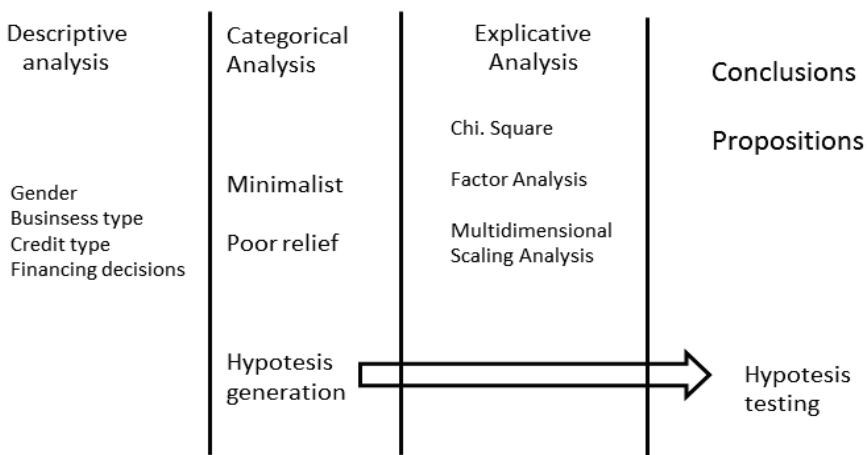 Descriptive
analysis
Gender
Businsess type
Credit type
Financing decisions
Categorical
Analysis
Minimalist
Poor relief
Hypotesis
generation
Explicative
Analysis
Chi. Square
Factor Analysis
Multidimensional
Scaling Analysis
Conclusions
Propositions
Hypotesis
testing